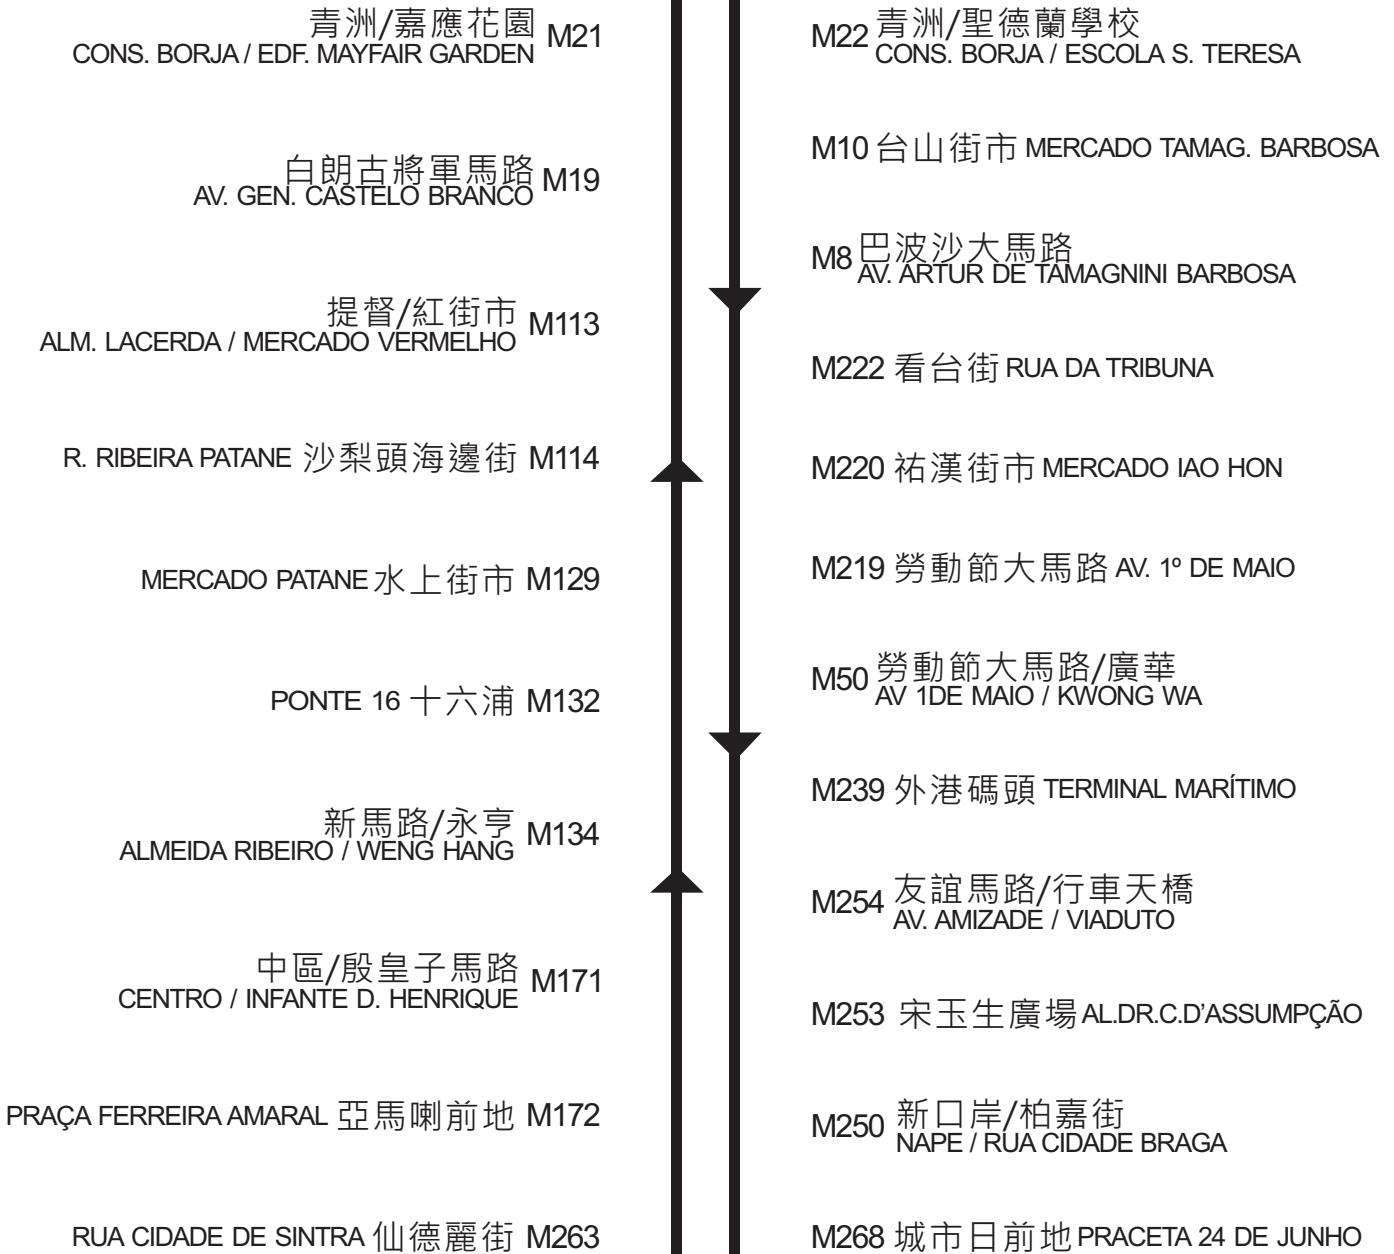 青洲/嘉應花園 M21
CONS. BORJA / EDF. MAYFAIR GARDEN
白朗古將軍馬路 M19
AV. GEN. CASTELO BRANCO
提督/紅街市 M113
ALM. LACERDA / MERCADO VERMELHO
R. RIBEIRA PATANE 沙梨頭海邊街 M114
MERCADO PATANE 水上街市 M129
PONTE 16 十六浦 M132
新馬路/永亨 M134
ALMEIDA RIBEIRO / WENG HANG
中區/殷皇子馬路 M171
CENTRO / INFANTE D. HENRIQUE
PRAÇA FERREIRA AMARAL 亞馬喇前地 M172
RUA CIDADE DE SINTRA 仙德麗街 M263
M22 青洲/聖德蘭學校
CONS. BORJA / ESCOLA S. TERESA
M10 台山街市 MERCADO TAMAG. BARBOSA
M8 巴波沙大馬路
AV. ARTUR DE TAMAGNINI BARBOSA
M222 看台街 RUA DA TRIBUNA
M220 祐漢街市 MERCADO IAO HON
M219 勞動節大馬路 AV. 1º DE MAIO
M50 勞動節大馬路/廣華
AV 1DE MAIO / KWONG WA
M239 外港碼頭 TERMINAL MARÍTIMO
M254 友誼馬路/行車天橋
AV. AMIZADE / VIADUTO
M253 宋玉生廣場 AL.DR.C.D’ASSUMPÇÃO
M250 新口岸/柏嘉街
NAPE / RUA CIDADE BRAGA
M268 城市日前地 PRACETA 24 DE JUNHO